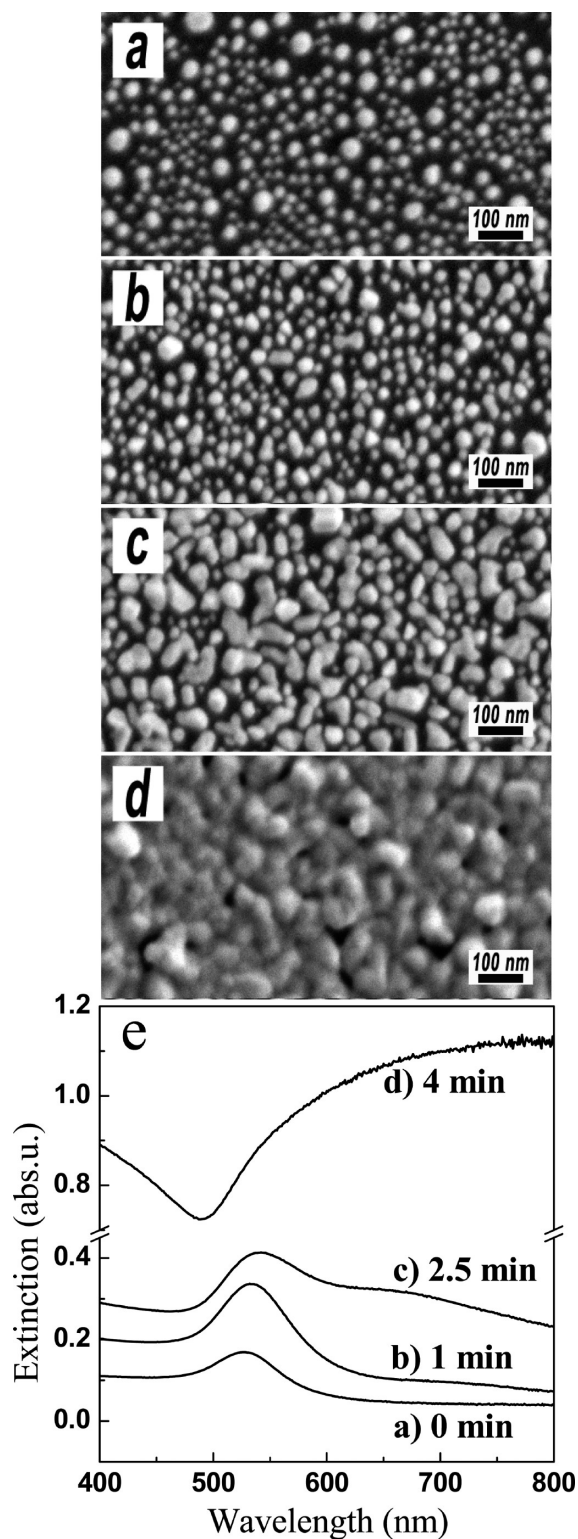 a
100 nm
b
100 nm
c
100 nm
d
100 nm
e
1.2
1.0
0.8
0.4
0.2
0.0
Extinction (abs.u.)
d) 4 min
c) 2.5 min
b) 1 min
a) 0 min
400 500 600 700 800
Wavelength (nm)